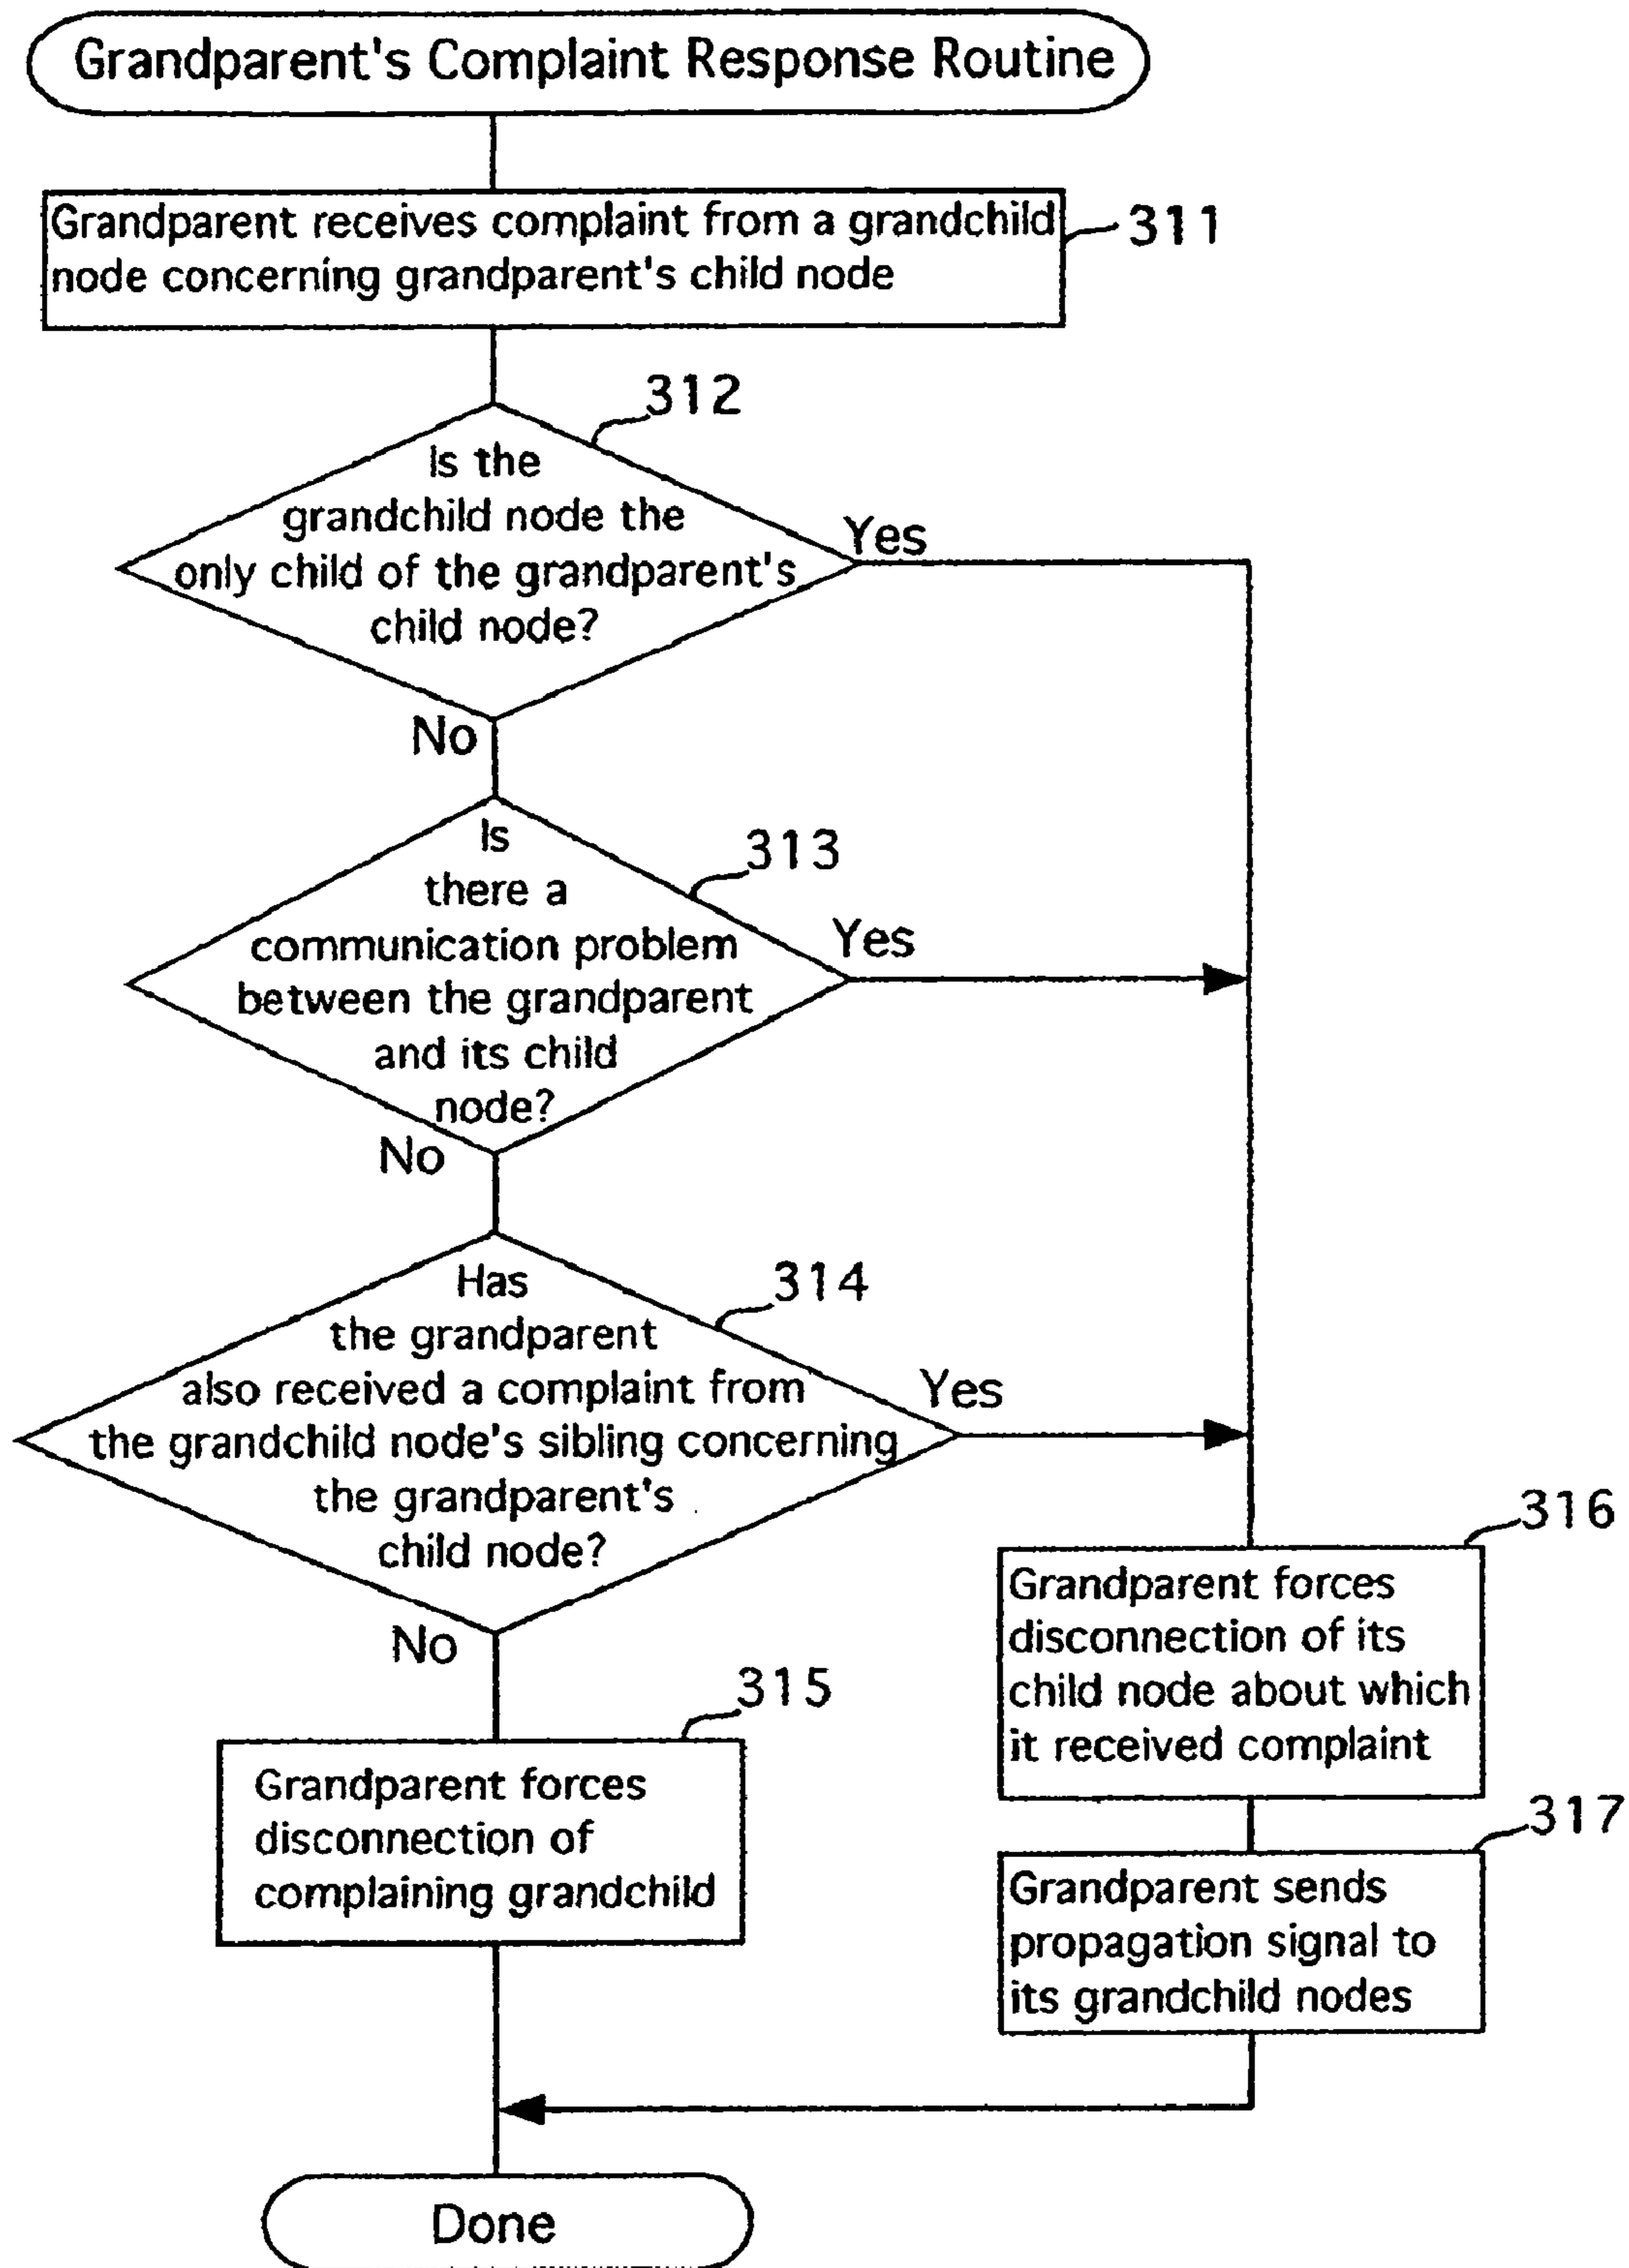 Grandparent's Complaint Response Routine
Grandparent receives complaint from a grandchild
node concerning grandparent's child node
311
312
Is the
grandchild node the
only child of the grandparent's
child node?
Yes
No
313
Is
there a
communication problem
between the grandparent
and its child
node?
Yes
No
314
Has
the grandparent
also received a complaint from
the grandchild node's sibling concerning
the grandparent's
child node?
Yes
No
315
Grandparent forces
disconnection of
complaining grandchild
316
Grandparent forces
disconnection of its
child node about which
it received complaint
317
Grandparent sends
propagation signal to
its grandchild nodes
Done